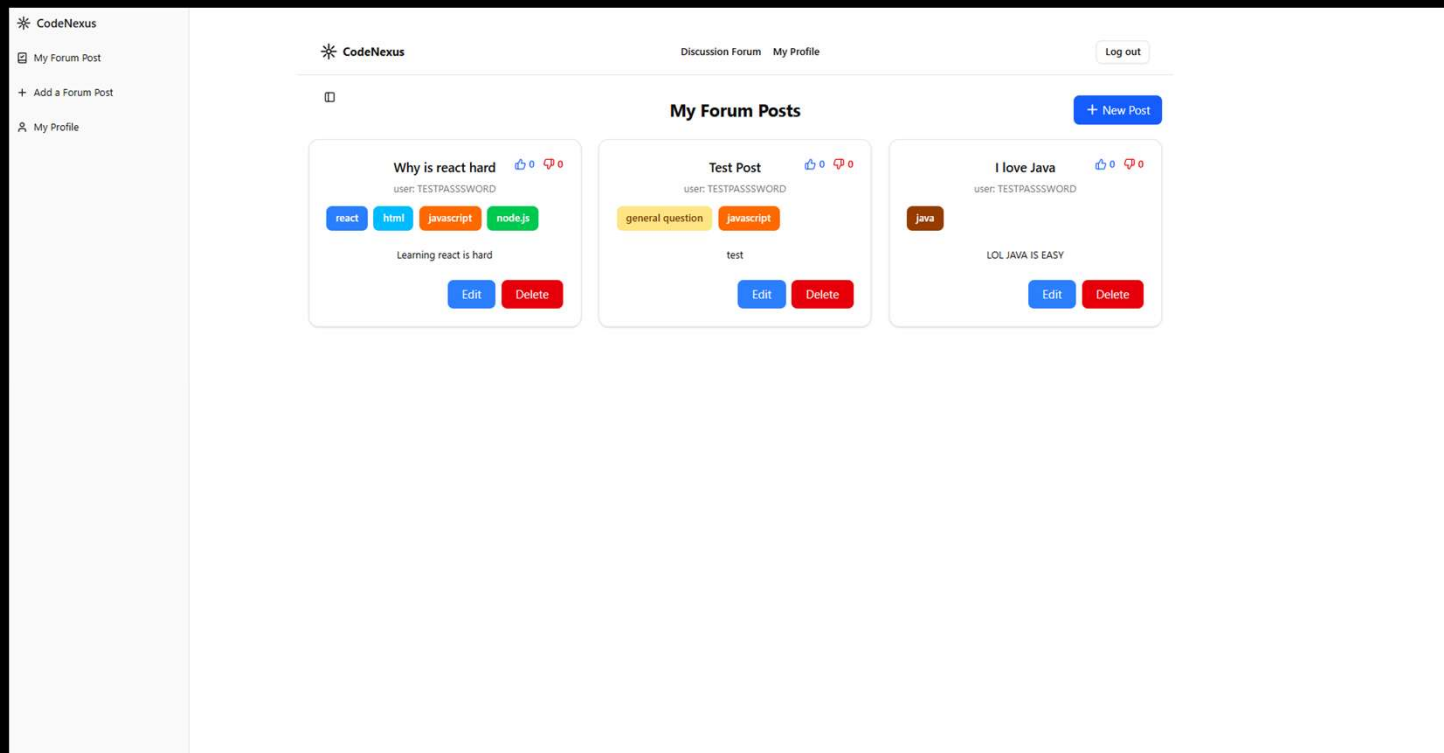 CodeNexus
My Forum Post
Add a Forum Post
My Profile
CodeNexus
Discussion Forum My Profile
Log out
My Forum Posts
+ New Post
Why is react hard 0 0
user: TESTPASSSWORD
react html javascript node.js
Learning react is hard
Edit Delete
Test Post 0 0
user: TESTPASSSWORD
general question javascript
test
Edit Delete
I love Java 0 0
user: TESTPASSSWORD
java
LOL JAVA IS EASY
Edit Delete